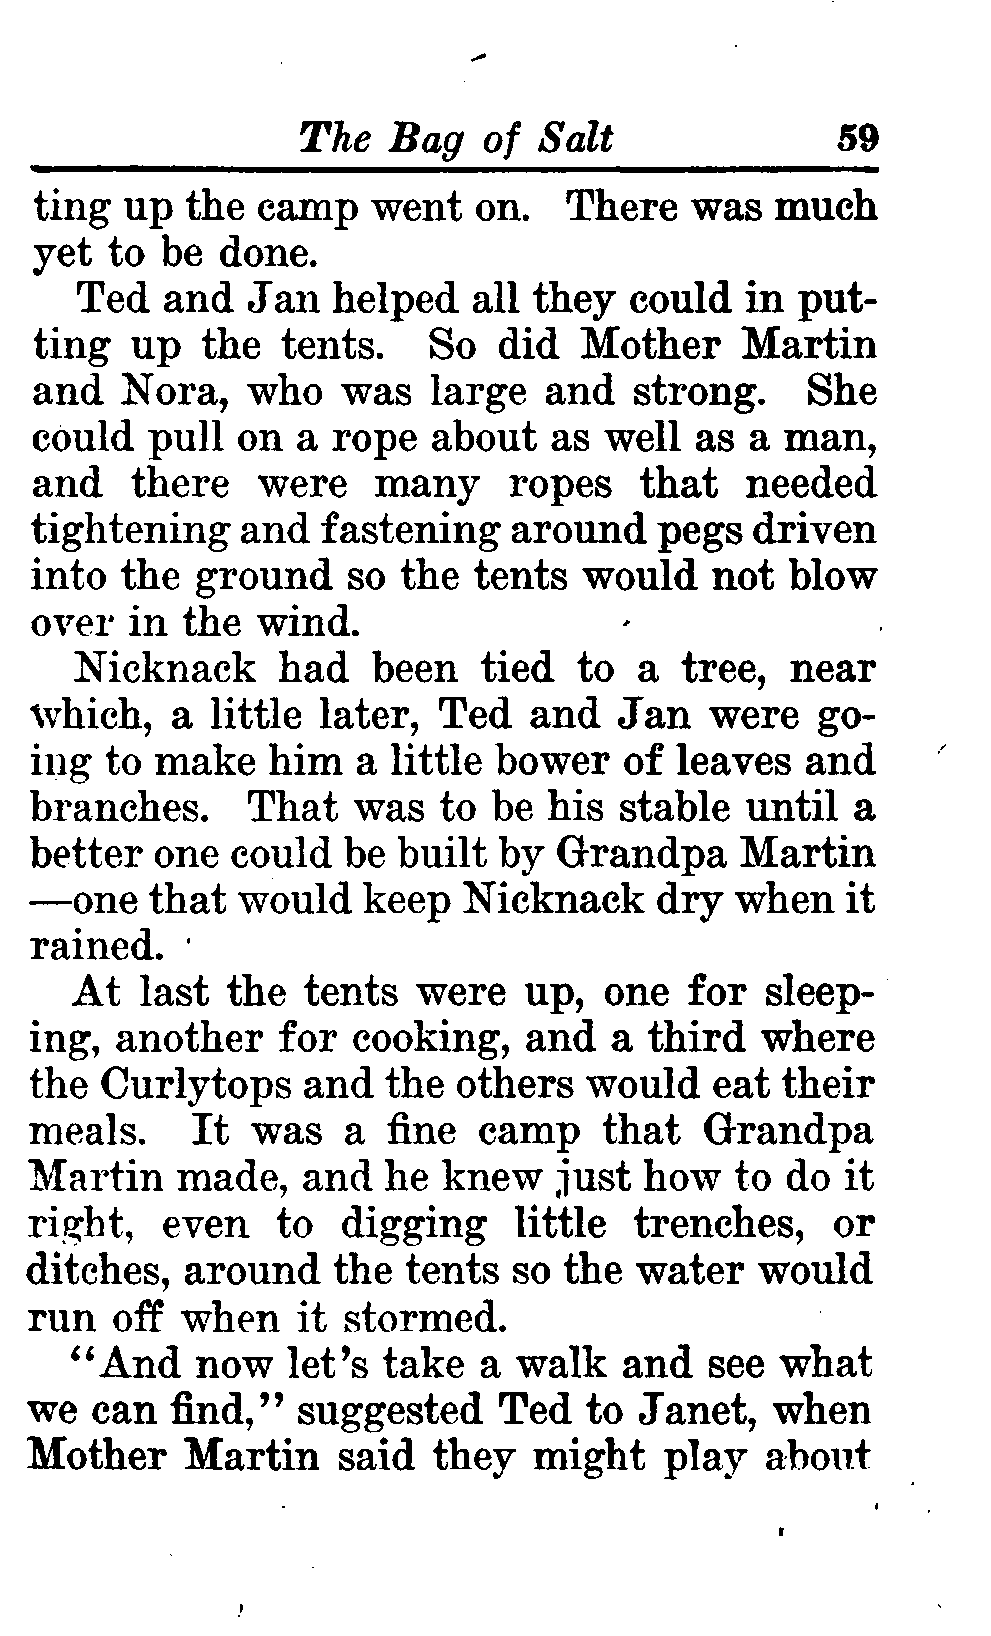 The Bag of Salt 59
ting up the camp went on. There was much
yet to be done.
Ted and Jan helped all they could in put-
ting up the tents. So did Mother Martin
and Nora, who was large and strong. She
could pull on a rope about as well as a man,
and there were many ropes that needed
tightening and fastening around pegs driven
into the ground so the tents would not blow
over in the wind.
Nicknack had been tied to a tree, near
which, a little later, Ted and Jan were go-
ing to make him a little bower of leaves and
branches. That was to be his stable until a
better one could be built by Grandpa Martin
—one that would keep Nicknack dry when it
rained.
At last the tents were up, one for sleep-
ing, another for cooking, and a third where
the Curlytops and the others would eat their
meals. It was a fine camp that Grandpa
Martin made, and he knew just how to do it
right, even to digging little trenches, or
ditches, around the tents so the water would
run off when it stormed.
“And now let’s take a walk and see what
we can find,” suggested Ted to Janet, when
Mother Martin said they might play about